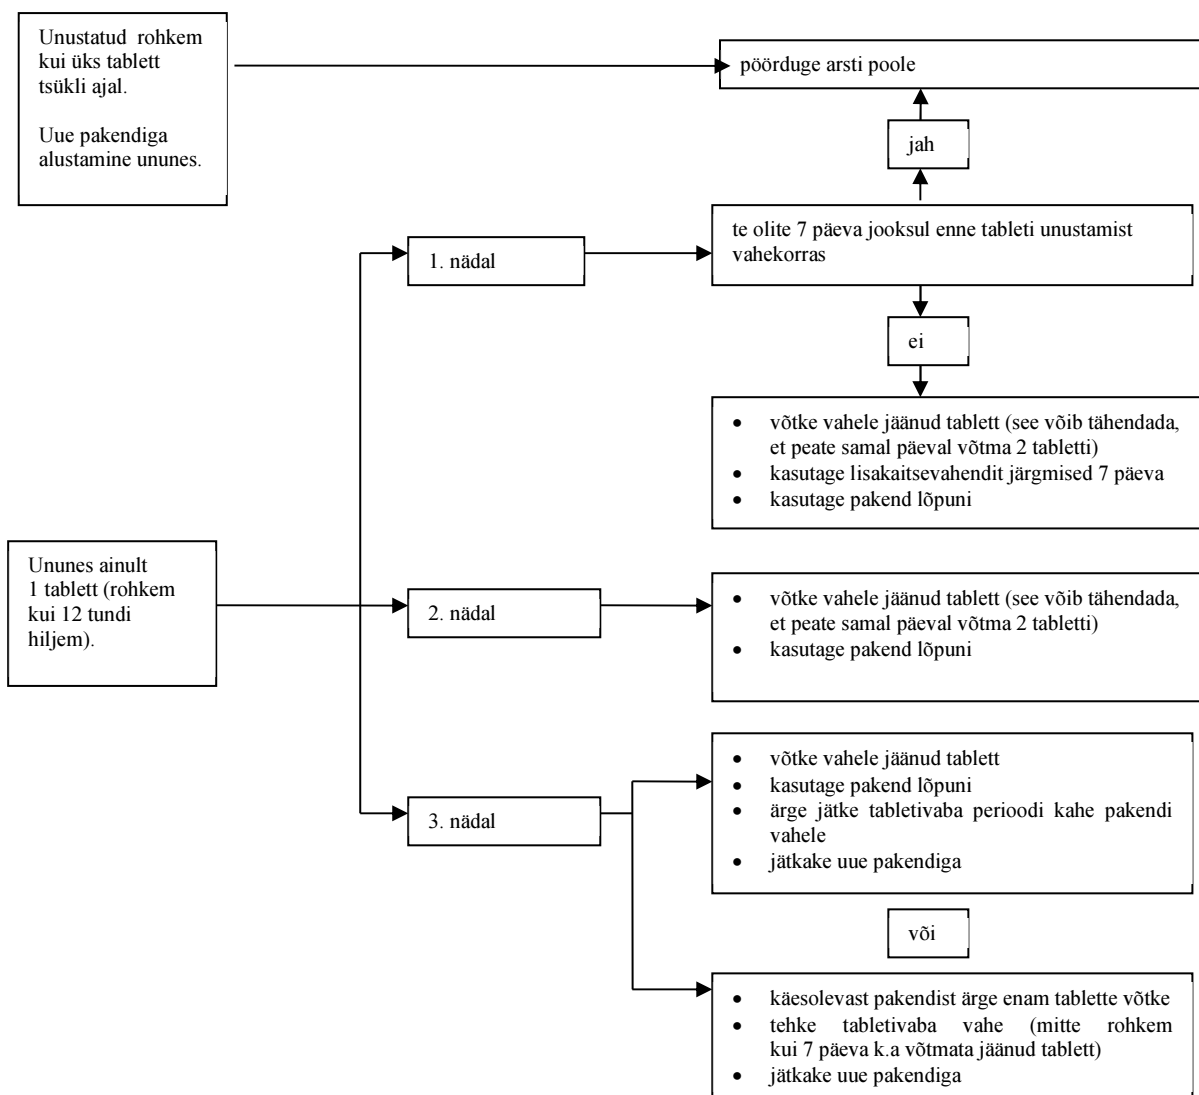 Unustatud rohkem
kui üks tablett
tsükli ajal.
Uue pakendiga
alustamine ununes.
pöörduge arsti poole
jah
te olite 7 päeva jooksul enne tableti unustamist
vahekorras
1. nädal
ei
• võtke vahele jäänud tablett (see võib tähendada,
et peate samal päeval võtma 2 tabletti)
• kasutage lisakaitsevahendit järgmised 7 päeva
• kasutage pakend lõpuni
Ununes ainult
1 tablett (rohkem
kui 12 tundi
hiljem).
2. nädal
• võtke vahele jäänud tablett (see võib tähendada,
et peate samal päeval võtma 2 tabletti)
• kasutage pakend lõpuni
3. nädal
• võtke vahele jäänud tablett
• kasutage pakend lõpuni
• ärge jätke tabletivaba perioodi kahe pakendi
vahele
• jätkake uue pakendiga
või
• käesolevast pakendist ärge enam tablette võtke
• tehke tabletivaba vahe (mitte rohkem
kui 7 päeva k.a võtmata jäänud tablett)
• jätkake uue pakendiga